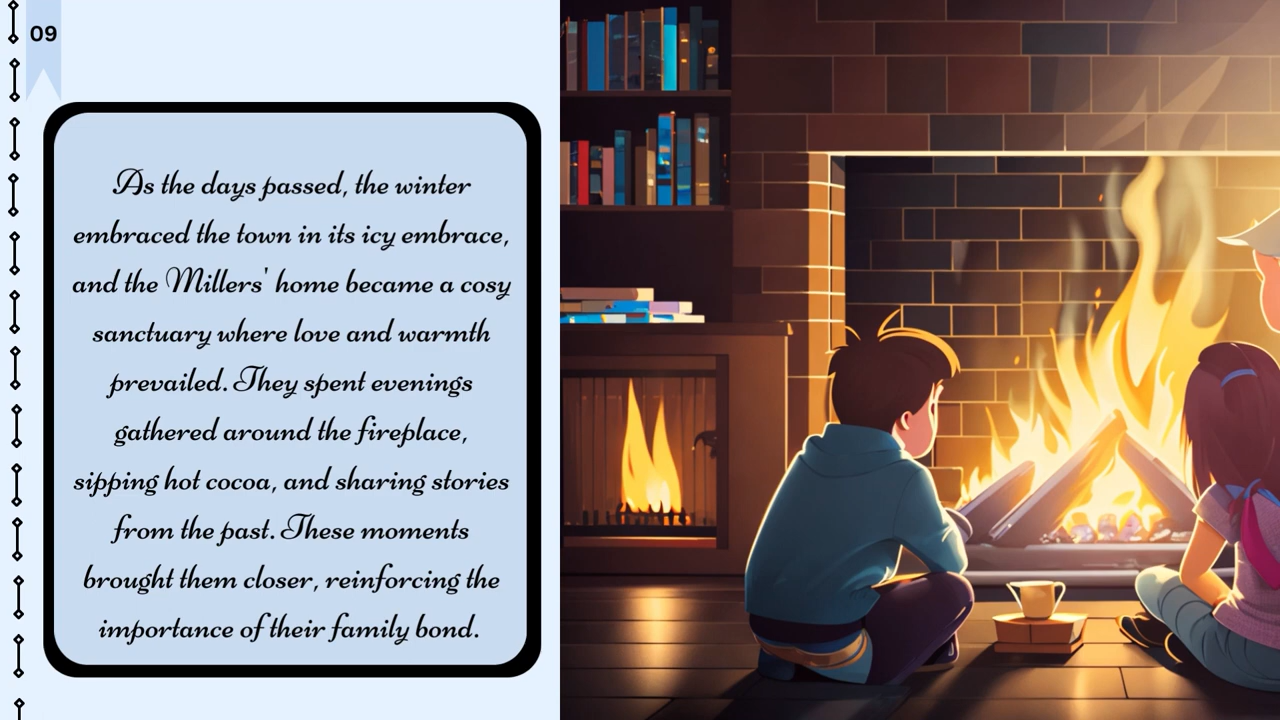 09
As the days passed, the winter
embraced the town in its icy embrace,
and the Millers' home became a cosy
sanctuary where love and warmth
prevailed. They spent evenings
gathered around the fireplace,
sipping hot cocoa, and sharing stories
from the past. These moments
brought them closer, reinforcing the
importance of their family bond.